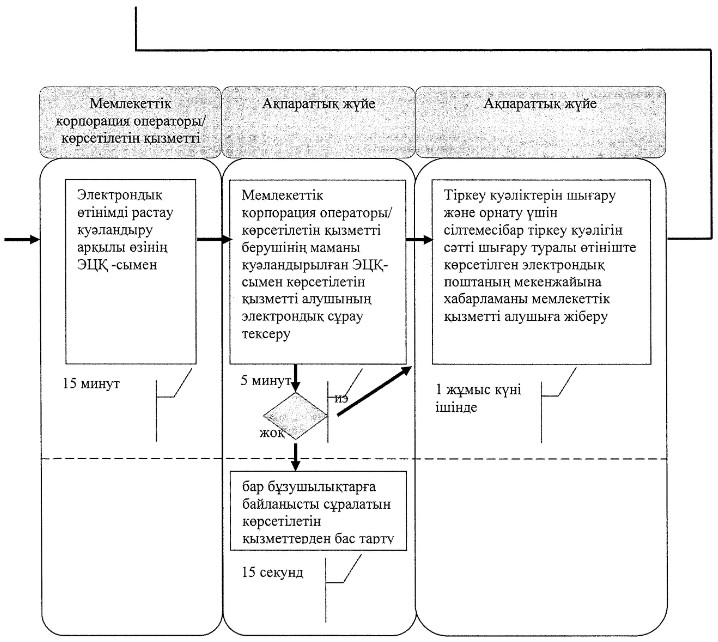 Мемлекеттік
корпорация операторы/
көрсетілетін қызметті
Ақпараттық жүйе
Ақпараттық жүйе
Электрондық
өтінімді растау
куәландыру
арқылы өзінің
ЭЦҚ -сымен
15 минут
Мемлекеттік
корпорация операторы/
көрсетілетін қызметті
берушінің маманы
куәландырылған ЭЦҚ-
сымен көрсетілетін
қызметті алушының
электрондық сұрау
тексеру
5 минут
иэ
жоқ
бар бұзушылықтарға
байланысты сұралатын
көрсетілетін
қызметтерден бас тарту
15 секунд
Тіркеу куәліктерін шығару
және орнату үшін
сілтемесібар тіркеу куәлігін
сәтті шығару туралы өтініште
көрсетілген электрондық
поштаның мекенжайына
хабарламаны мемлекеттік
қызметті алушыға жіберу
1 жұмыс күні
ішінде